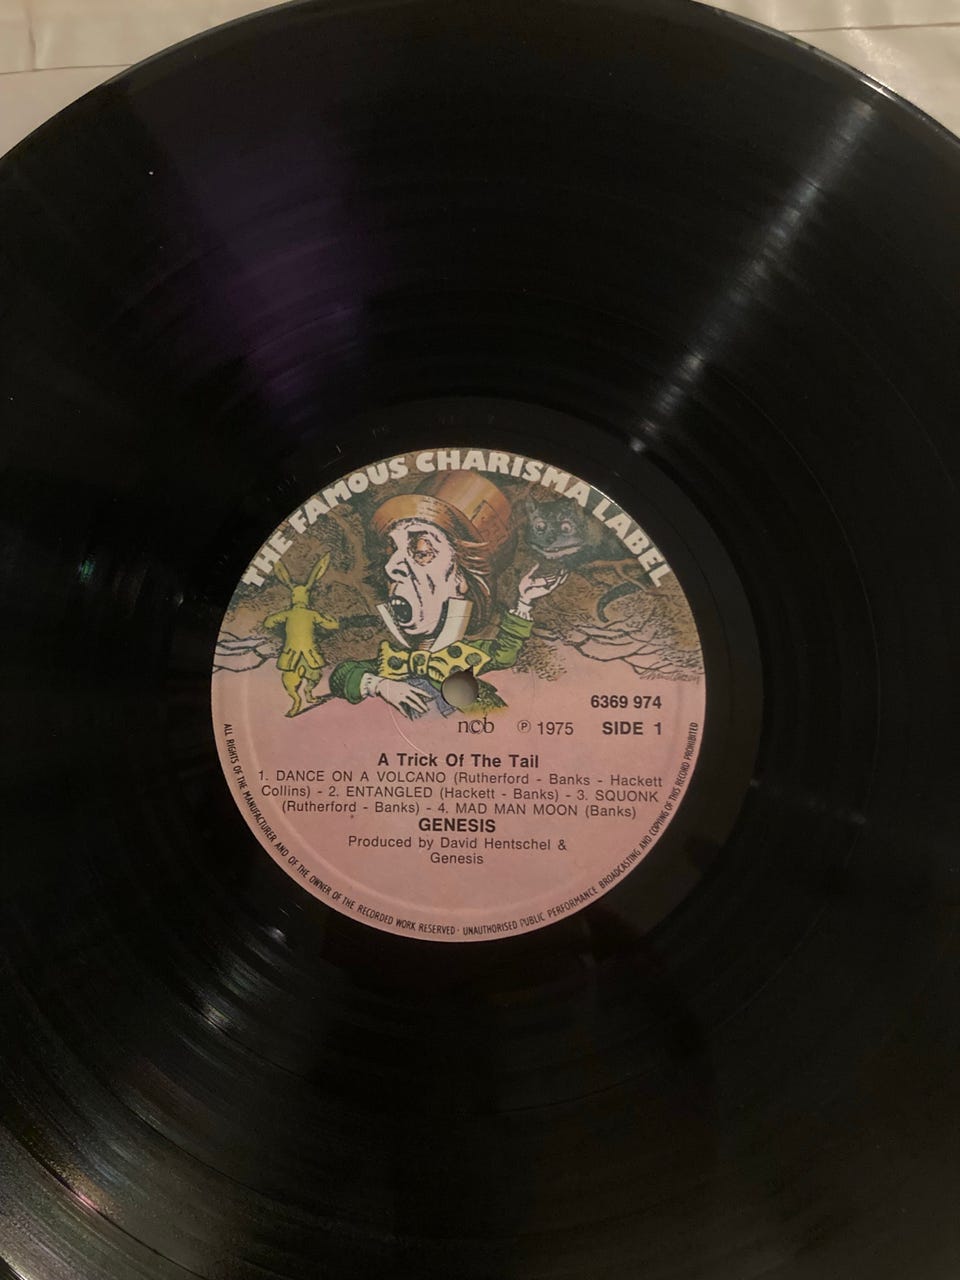 THE FAMOUS CHARISMA LABEL
6369 974
ncb ℗ 1975 SIDE 1
A Trick Of The Tail
1. DANCE ON A VOLCANO (Rutherford - Banks - Hackett
Collins) - 2. ENTANGLED (Hackett - Banks) - 3. SQUONK
(Rutherford - Banks) - 4. MAD MAN MOON (Banks)
GENESIS
Produced by David Hentschel &
Genesis
ALL RIGHTS OF THE MANUFACTURER AND OF THE OWNER OF THE RECORDED WORK RESERVED · UNAUTHORISED PUBLIC PERFORMANCE BROADCASTING AND COPYING OF THIS RECORD PROHIBITED